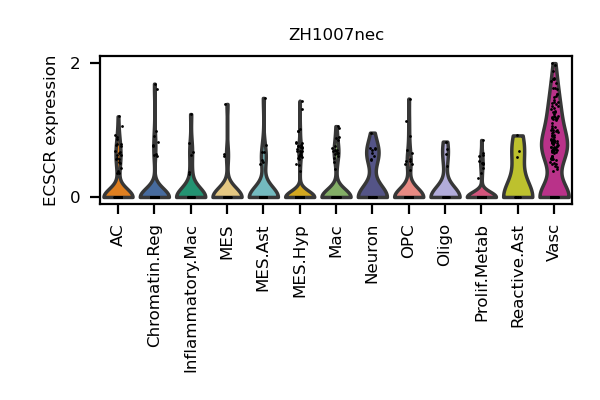 ZH1007nec
ECSCR expression
2
0
AC
Chromatin.Reg
Inflammatory.Mac
MES
MES.Ast
MES.Hyp
Mac
Neuron
OPC
Oligo
Prolif.Metab
Reactive.Ast
Vasc